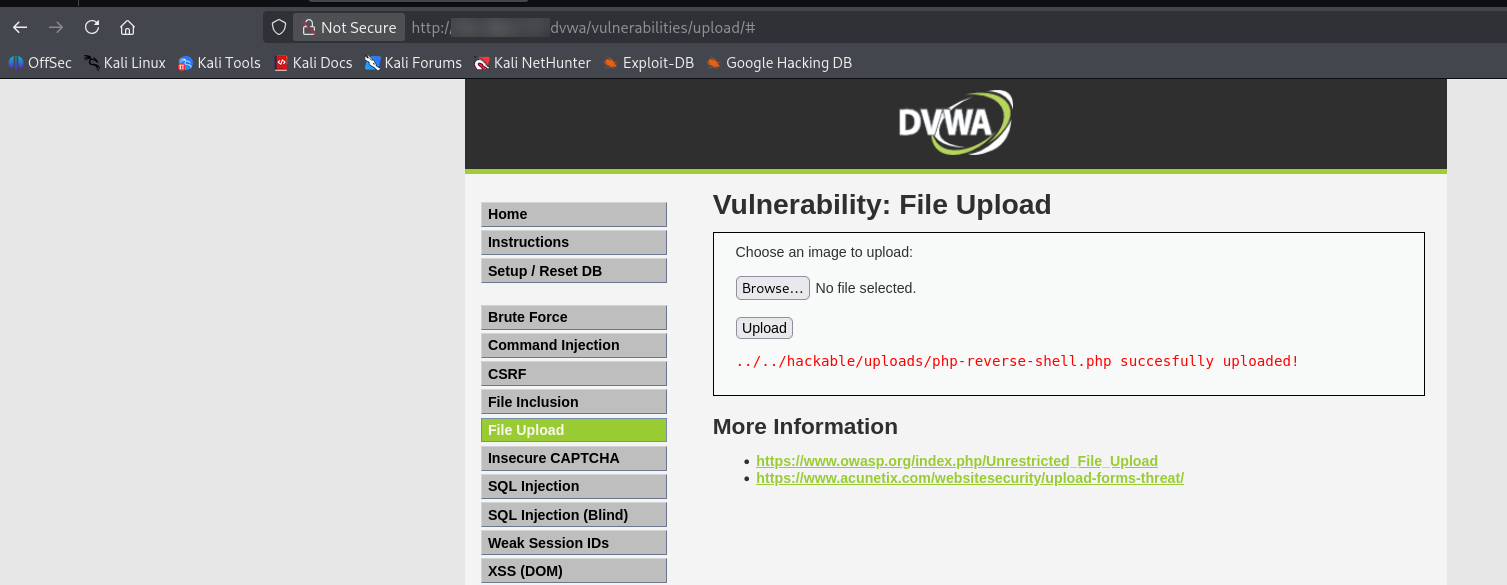 Not Secure http:// dvwa/vulnerabilities/upload/#
OffSec Kali Linux Kali Tools Kali Docs Kali Forums Kali NetHunter Exploit-DB Google Hacking DB
DVWA
Home
Instructions
Setup / Reset DB
Brute Force
Command Injection
CSRF
File Inclusion
File Upload
Insecure CAPTCHA
SQL Injection
SQL Injection (Blind)
Weak Session IDs
XSS (DOM)
Vulnerability: File Upload
Choose an image to upload:
Browse... No file selected.
Upload
../../hackable/uploads/php-reverse-shell.php succesfully uploaded!
More Information
https://www.owasp.org/index.php/Unrestricted_File_Upload
https://www.acunetix.com/websitesecurity/upload-forms-threat/